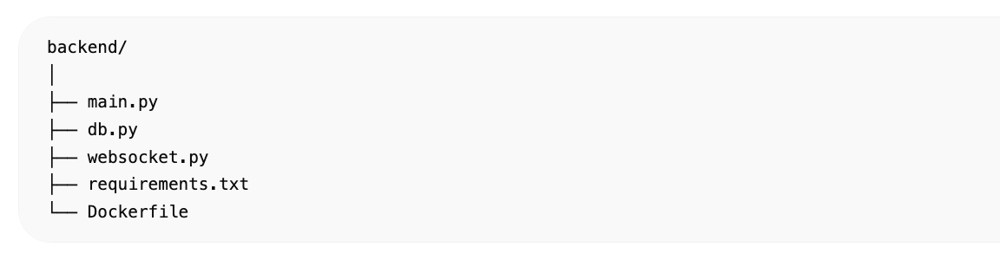 backend/
│
├── main.py
├── db.py
├── websocket.py
├── requirements.txt
└── Dockerfile